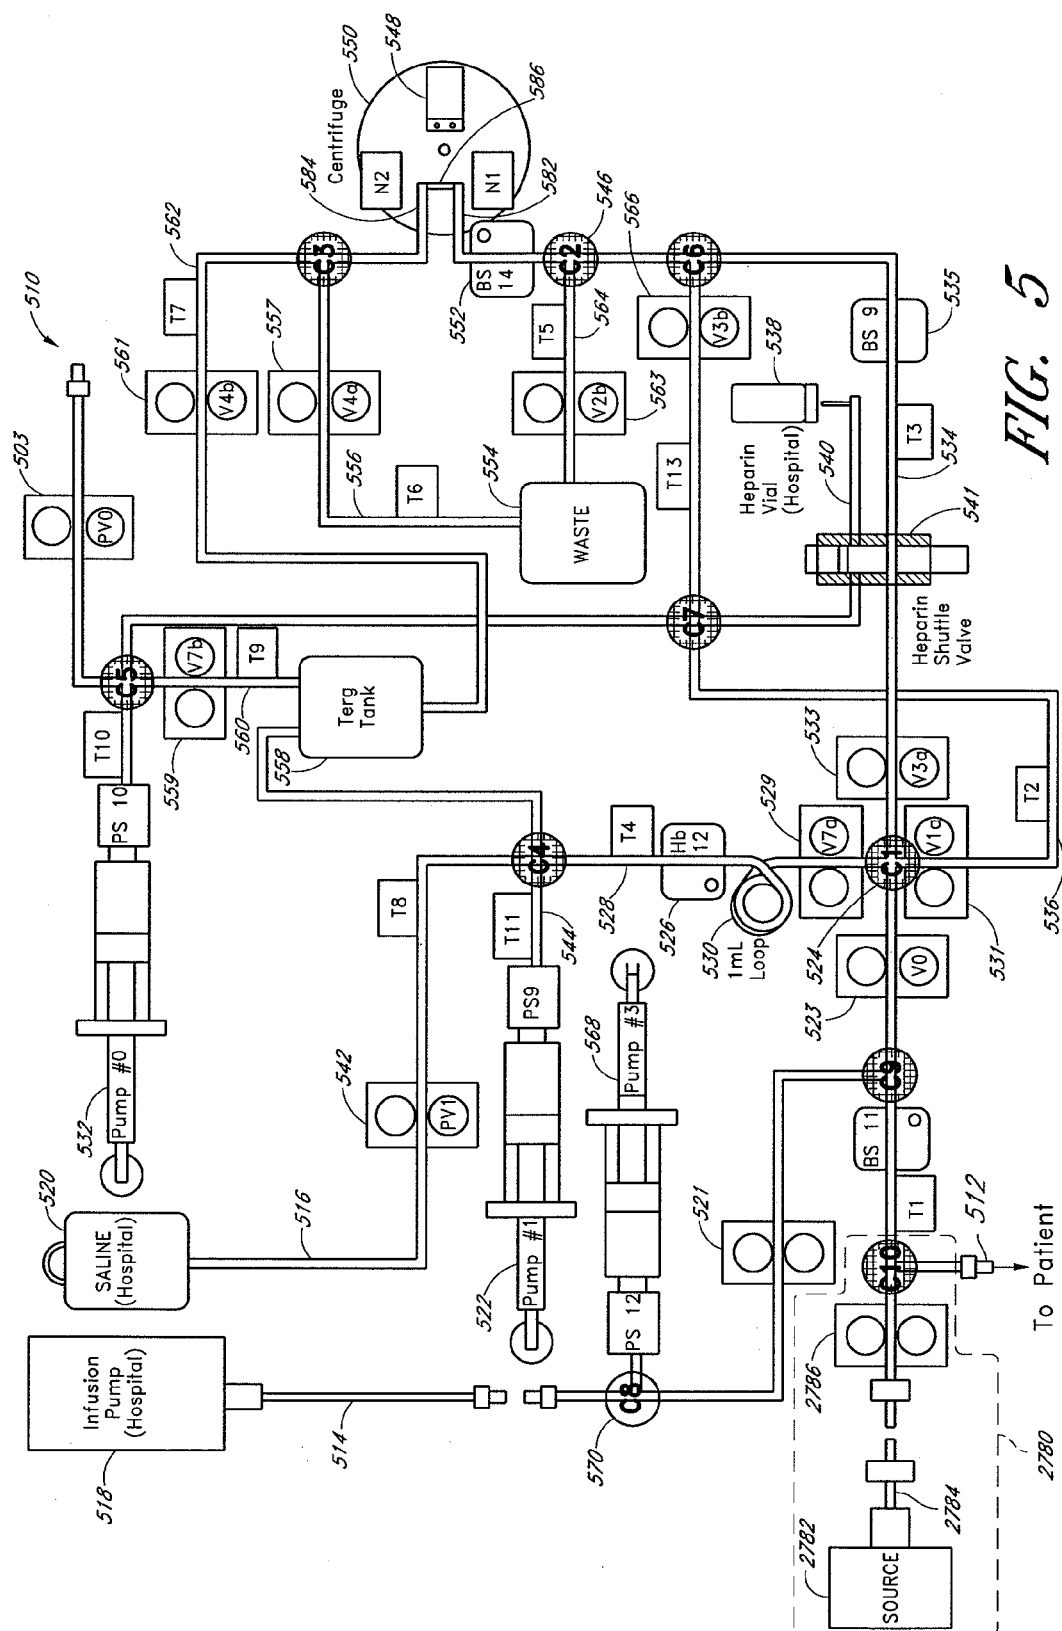 510
503
PV0
C5
T10
V7b
T9
559
560
PS 10
532
Pump #0
561
V4b
T7
562
557
V4a
C3
584
Centrifuge
550
548
N2
N1
586
582
556
T6
554
WASTE
BS
14
552
C2
546
T5
564
V2b
563
566
V3b
C6
T13
538
Heparin
Vial
(Hospital)
540
BS 9
535
T3
534
541
Heparin
Shuttle
Valve
C7
Terg
Tank
558
C4
T8
T11
544
T4
528
Hb
12
526
530
1mL
Loop
529
V7a
533
V3a
C1
524
V1a
531
T2
536
523
V0
C9
BS 11
T1
C10
512
To Patient
PS9
522
Pump #1
568
Pump #3
PS 12
C8
570
542
PV1
516
520
SALINE
(Hospital)
518
Infusion
Pump
(Hospital)
514
521
2786
2780
2784
2782
SOURCE
FIG. 5